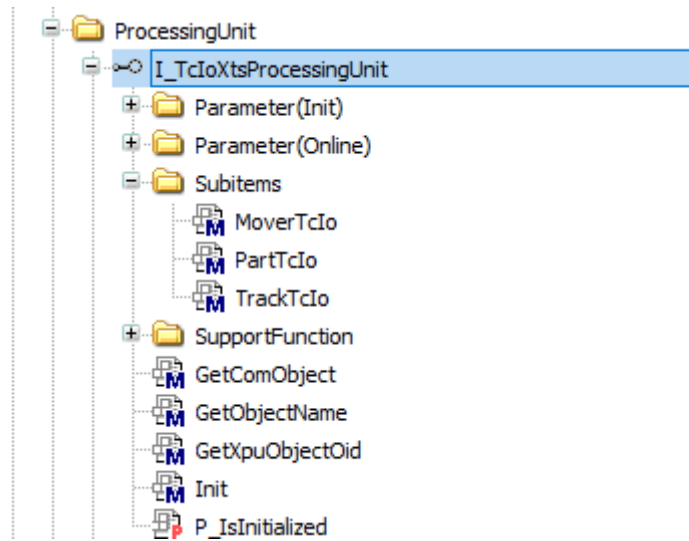 ProcessingUnit
I_TcIoXtsProcessingUnit
Parameter(Init)
Parameter(Online)
Subitems
MoverTcIo
PartTcIo
TrackTcIo
SupportFunction
GetComObject
GetObjectName
GetXpuObjectOid
Init
P_IsInitialized